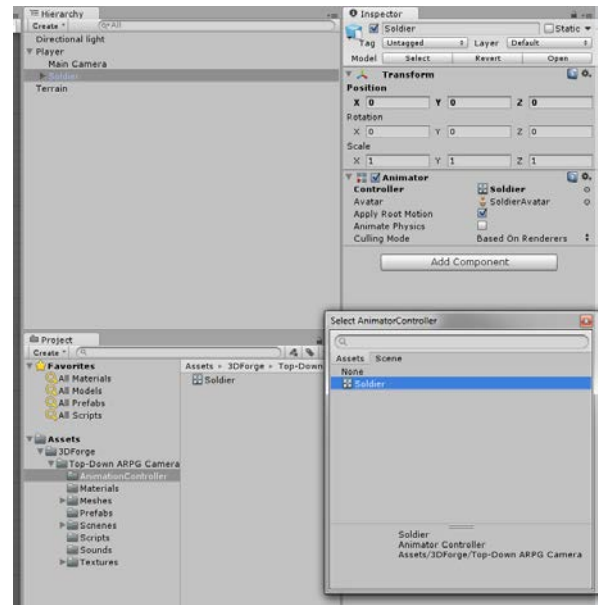 Hierarchy
Create
All
Directional light
Player
Main Camera
Soldier
Terrain
Inspector
Soldier
Static
Tag Untagged Layer Default
Model Select Revert Open
Transform
Position
X 0 Y 0 Z 0
Rotation
X 0 Y 0 Z 0
Scale
X 1 Y 1 Z 1
Animator
Controller Soldier
Avatar SoldierAvatar
Apply Root Motion
Animate Physics
Culling Mode Based On Renderers
Add Component
Project
Create
Favorites
All Materials
All Models
All Prefabs
All Scripts
Assets
3DForge
Top-Down ARPG Camera
AnimationController
Materials
Meshes
Prefabs
Scnenes
Scripts
Sounds
Textures
Assets 3DForge Top-Down
Soldier
Select AnimatorController
Assets Scene
None
Soldier
Soldier
Animator Controller
Assets/3DForge/Top-Down ARPG Camera